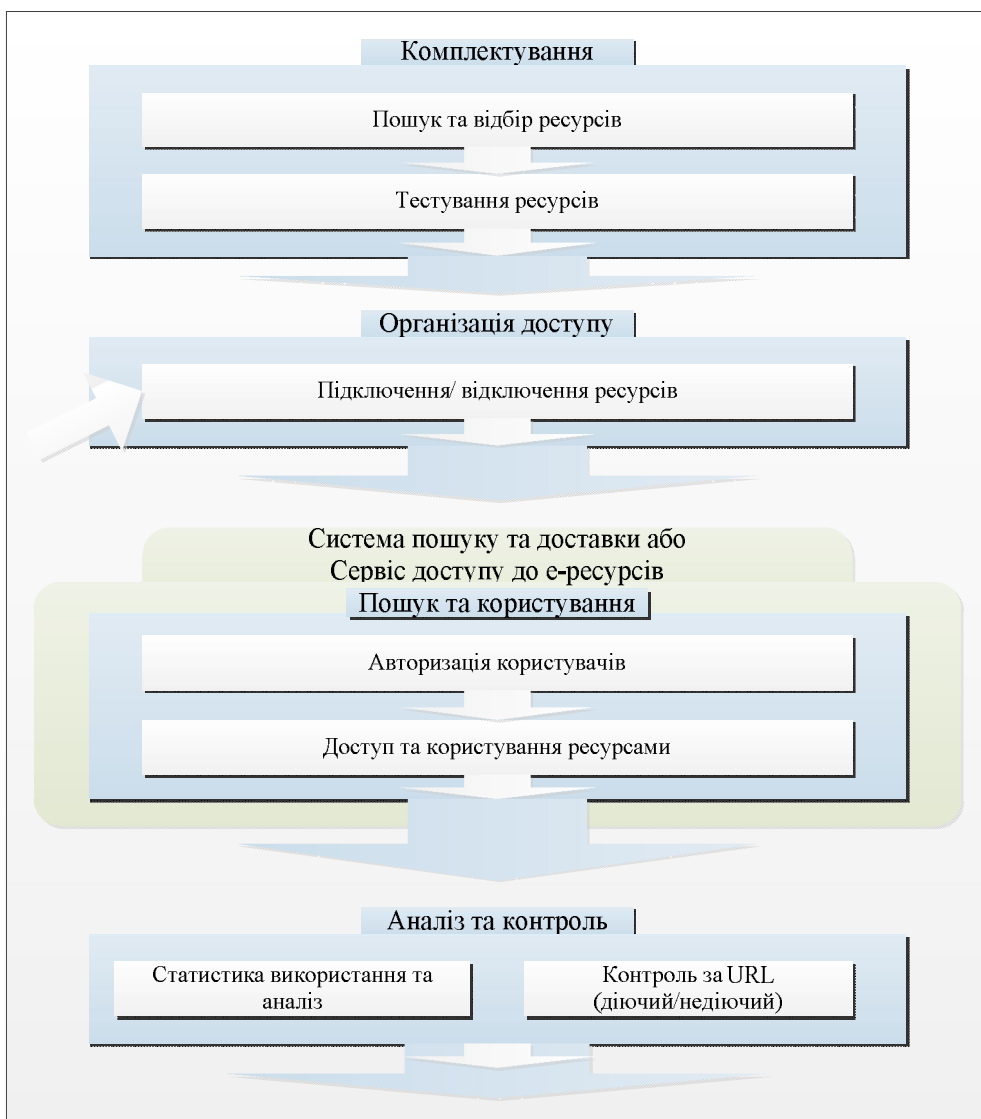 Комплектування
Пошук та відбір ресурсів
Тестування ресурсів
Організація доступу
Підключення/ відключення ресурсів
Система пошуку та доставки або
Сервіс доступу до е-ресурсів
Пошук та користування
Авторизація користувачів
Доступ та користування ресурсами
Аналіз та контроль
Статистика використання та
аналіз
Контроль за URL
(діючий/недіючий)